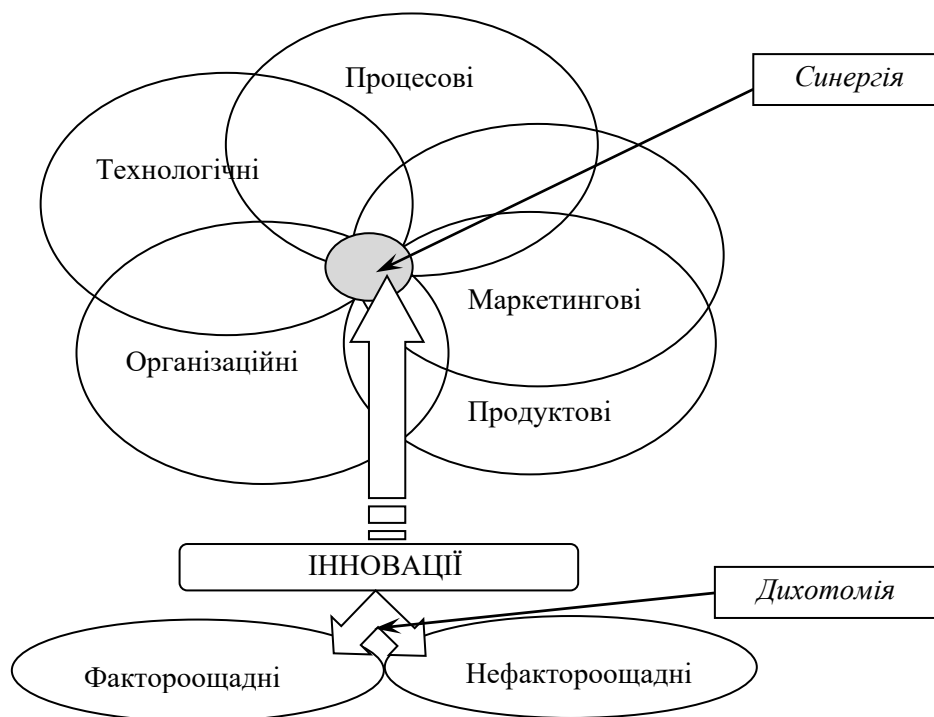 Процесові
Синергія
Технологічні
Маркетингові
Організаційні
Продуктові
ІННОВАЦІЇ
Дихотомія
Фактороощадні
Нефактороощадні